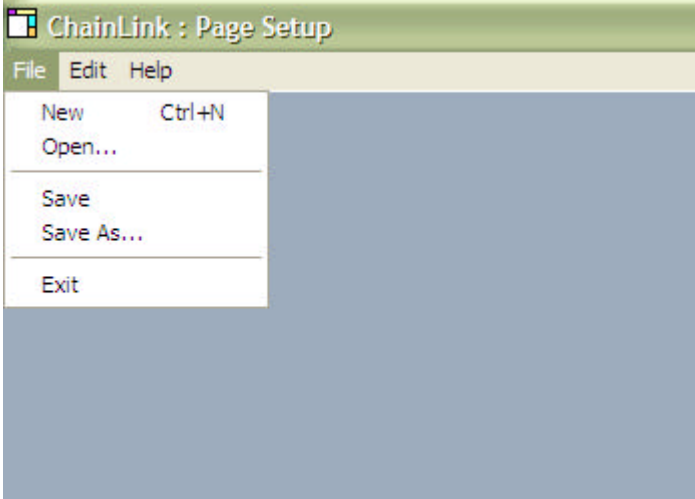 ChainLink : Page Setup
File Edit Help
New Ctrl+N
Open...
Save
Save As...
Exit